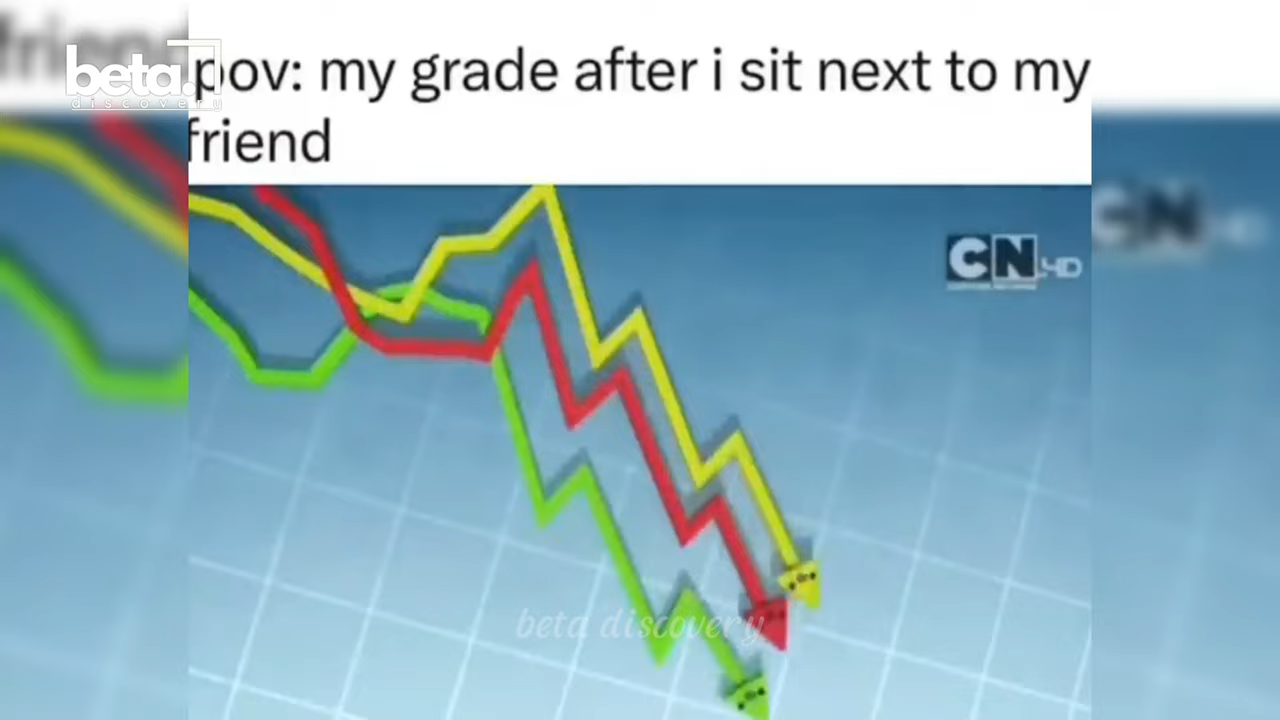 beta.
discovery
pov: my grade after i sit next to my
friend
CN HD
beta discovery